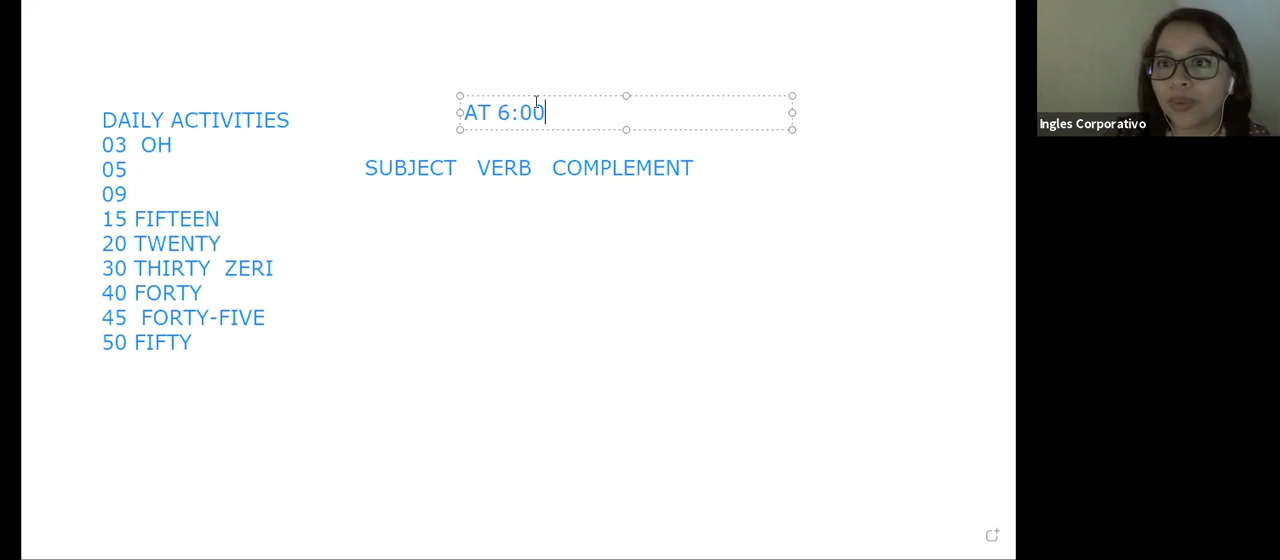 DAILY ACTIVITIES
03 OH
05
09
15 FIFTEEN
20 TWENTY
30 THIRTY ZERI
40 FORTY
45 FORTY-FIVE
50 FIFTY
AT 6:00
SUBJECT VERB COMPLEMENT
Ingles Corporativo